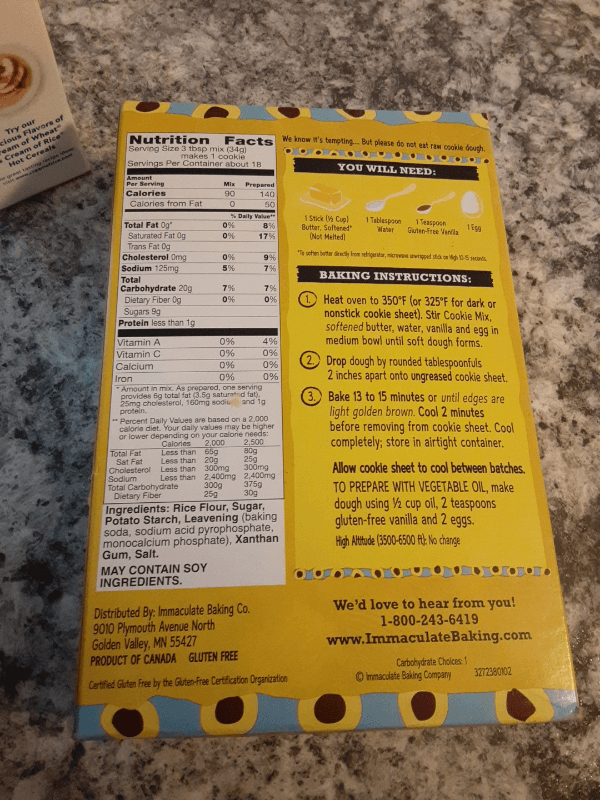 Try our
cious Flavors of
eam of Wheat®
Cream of Rice
Hot Cereals
Nutrition Facts
Serving Size 3 tbsp mix (34g)
makes 1 cookie
Servings Per Container about 18
Amount
Per Serving Mix Prepared
Calories 90 140
Calories from Fat 0 50
% Daily Value**
Total Fat 0g* 0% 8%
Saturated Fat 0g 0% 17%
Trans Fat 0g
Cholesterol 0mg 0% 9%
Sodium 125mg 5% 7%
Total
Carbohydrate 20g 7% 7%
Dietary Fiber 0g 0% 0%
Sugars 9g
Protein less than 1g
Vitamin A 0% 4%
Vitamin C 0% 0%
Calcium 0% 0%
Iron 0% 0%
* Amount in mix. As prepared, one serving
provides 6g total fat (3.5g saturated fat),
25mg cholesterol, 160mg sodium and 1g
protein.
** Percent Daily Values are based on a 2,000
calorie diet. Your daily values may be higher
or lower depending on your calorie needs:
Calories 2,000 2,500
Total Fat Less than 65g 80g
Sat Fat Less than 20g 25g
Cholesterol Less than 300mg 300mg
Sodium Less than 2,400mg 2,400mg
Total Carbohydrate 300g 375g
Dietary Fiber 25g 30g
Ingredients: Rice Flour, Sugar,
Potato Starch, Leavening (baking
soda, sodium acid pyrophosphate,
monocalcium phosphate), Xanthan
Gum, Salt.
MAY CONTAIN SOY
INGREDIENTS.
Distributed By: Immaculate Baking Co.
9010 Plymouth Avenue North
Golden Valley, MN 55427
PRODUCT OF CANADA GLUTEN FREE
Certified Gluten Free by the Gluten-Free Certification Organization
We know it's tempting... But please do not eat raw cookie dough.
YOU WILL NEED:
1 Stick (½ Cup)
Butter, Softened*
(Not Melted)
1 Tablespoon
Water
1 Teaspoon
Gluten-Free Vanilla
1 Egg
*To soften butter directly from refrigerator, microwave unwrapped stick on High 10-15 seconds.
BAKING INSTRUCTIONS:
1. Heat oven to 350°F (or 325°F for dark or
nonstick cookie sheet). Stir Cookie Mix,
softened butter, water, vanilla and egg in
medium bowl until soft dough forms.
2. Drop dough by rounded tablespoonfuls
2 inches apart onto ungreased cookie sheet.
3. Bake 13 to 15 minutes or until edges are
light golden brown. Cool 2 minutes
before removing from cookie sheet. Cool
completely; store in airtight container.
Allow cookie sheet to cool between batches.
TO PREPARE WITH VEGETABLE OIL, make
dough using ½ cup oil, 2 teaspoons
gluten-free vanilla and 2 eggs.
High Altitude (3500-6500 ft): No change
We'd love to hear from you!
1-800-243-6419
www.ImmaculateBaking.com
Carbohydrate Choices: 1
© Immaculate Baking Company 3272380102